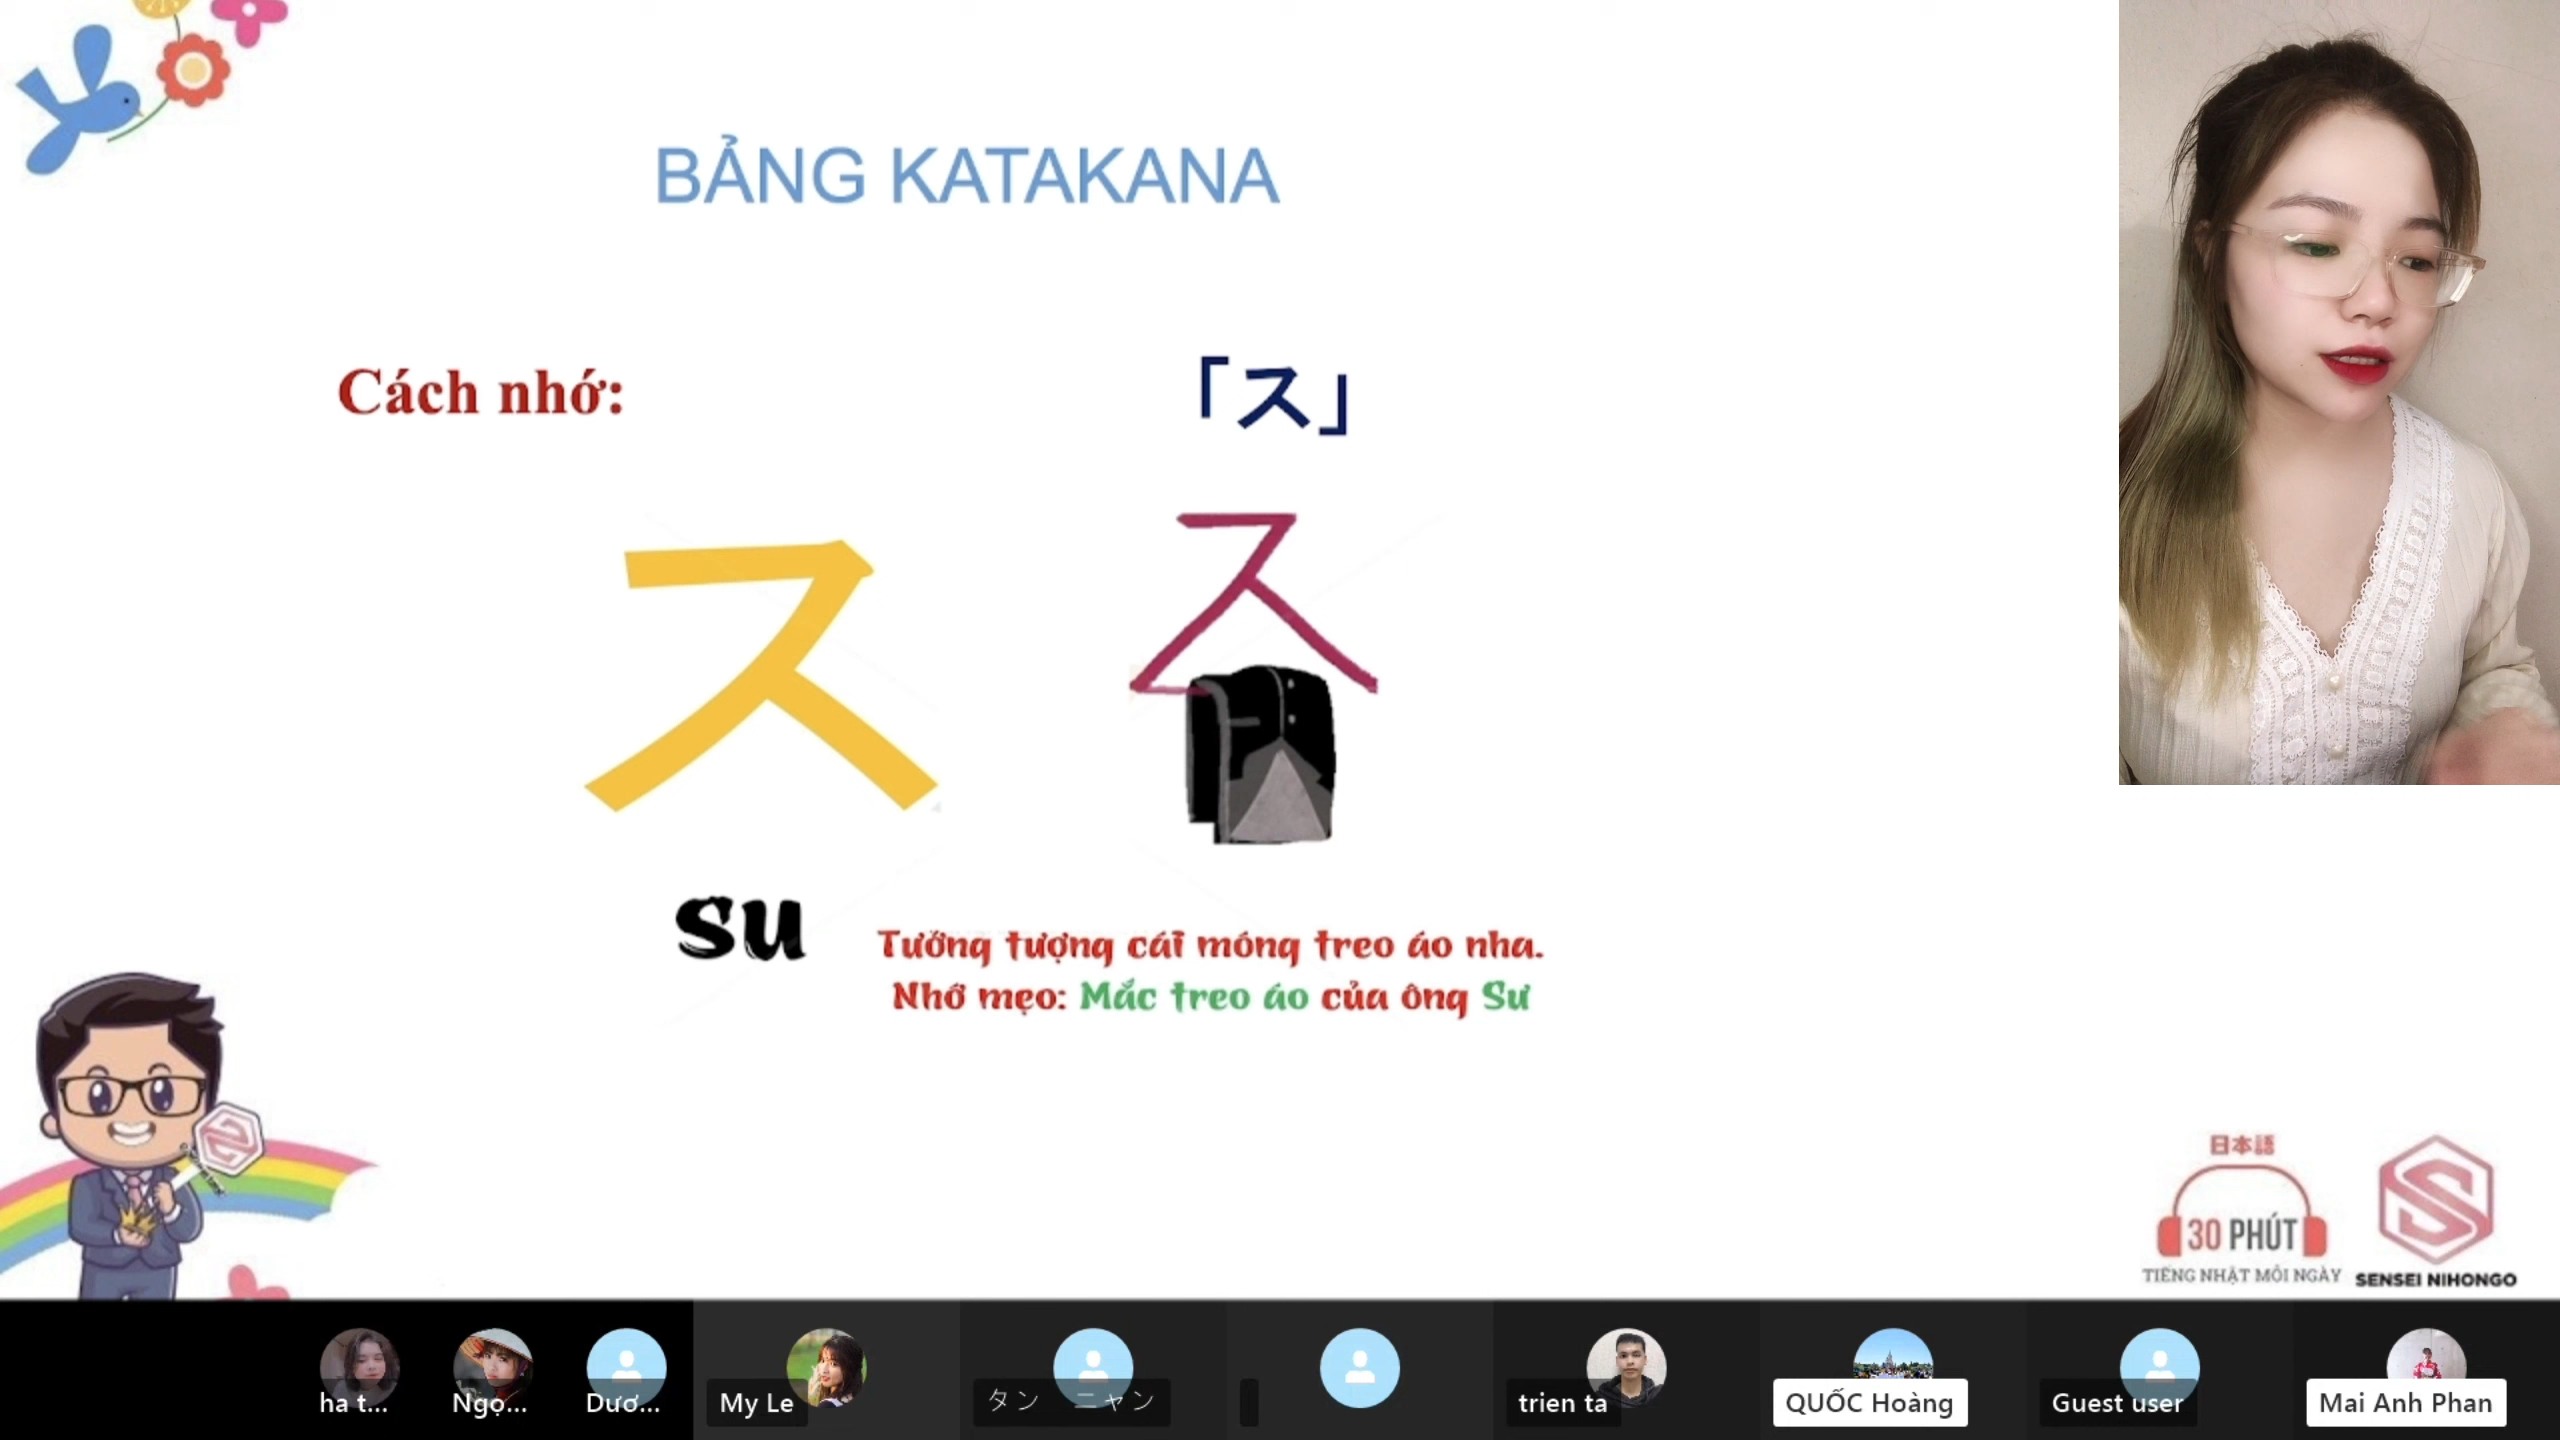 BẢNG KATAKANA
Cách nhớ:
「ス」
ス
su
Tưởng tượng cái móng treo áo nha.
Nhớ mẹo: Mắc treo áo của ông Sư
日本語
30 PHÚT
TIẾNG NHẬT MỖI NGÀY
SENSEI NIHONGO
ha t...
Ngọ...
Dươ...
My Le
タン ニャン
trien ta
QUỐC Hoàng
Guest user
Mai Anh Phan